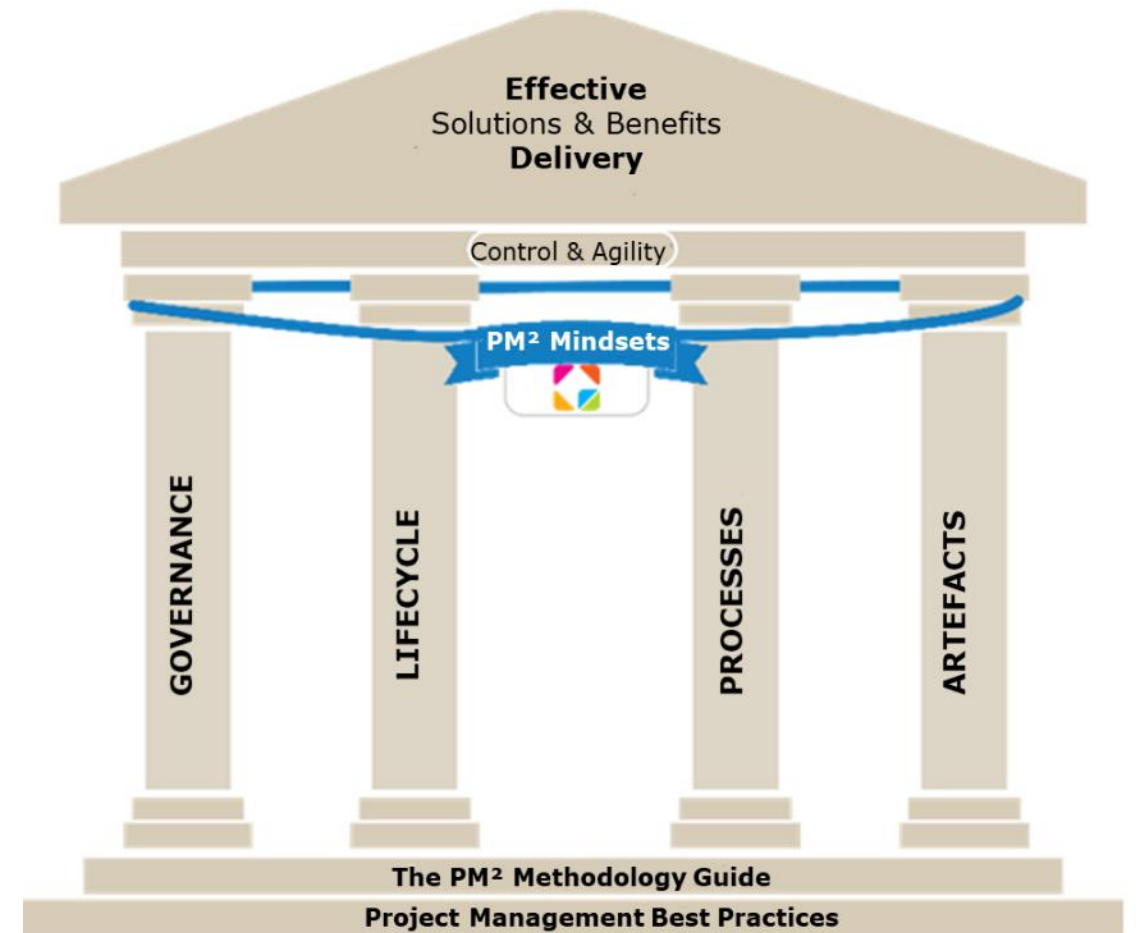 Effective
Solutions & Benefits
Delivery
Control & Agility
PM² Mindsets
GOVERNANCE
LIFECYCLE
PROCESSES
ARTEFACTS
The PM² Methodology Guide
Project Management Best Practices